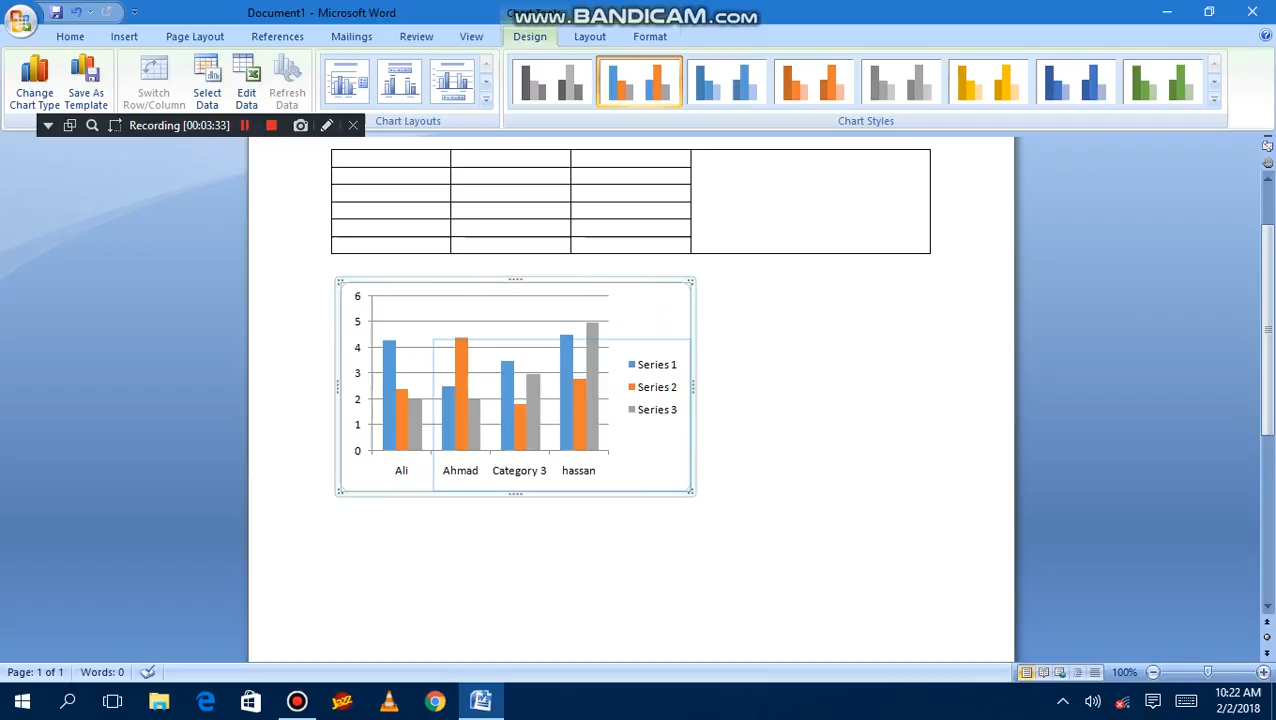 Document1 - Microsoft Word
www.BANDICAM.com
Home Insert Page Layout References Mailings Review View Design Layout Format
Change Chart Type
Save As Template
Switch Row/Column
Select Data
Edit Data
Refresh Data
Chart Layouts
Chart Styles
Recording [00:03:33]
6
5
4
3
2
1
0
Ali Ahmad Category 3 hassan
Series 1
Series 2
Series 3
Page: 1 of 1 Words: 0
100%
10:22 AM
2/2/2018